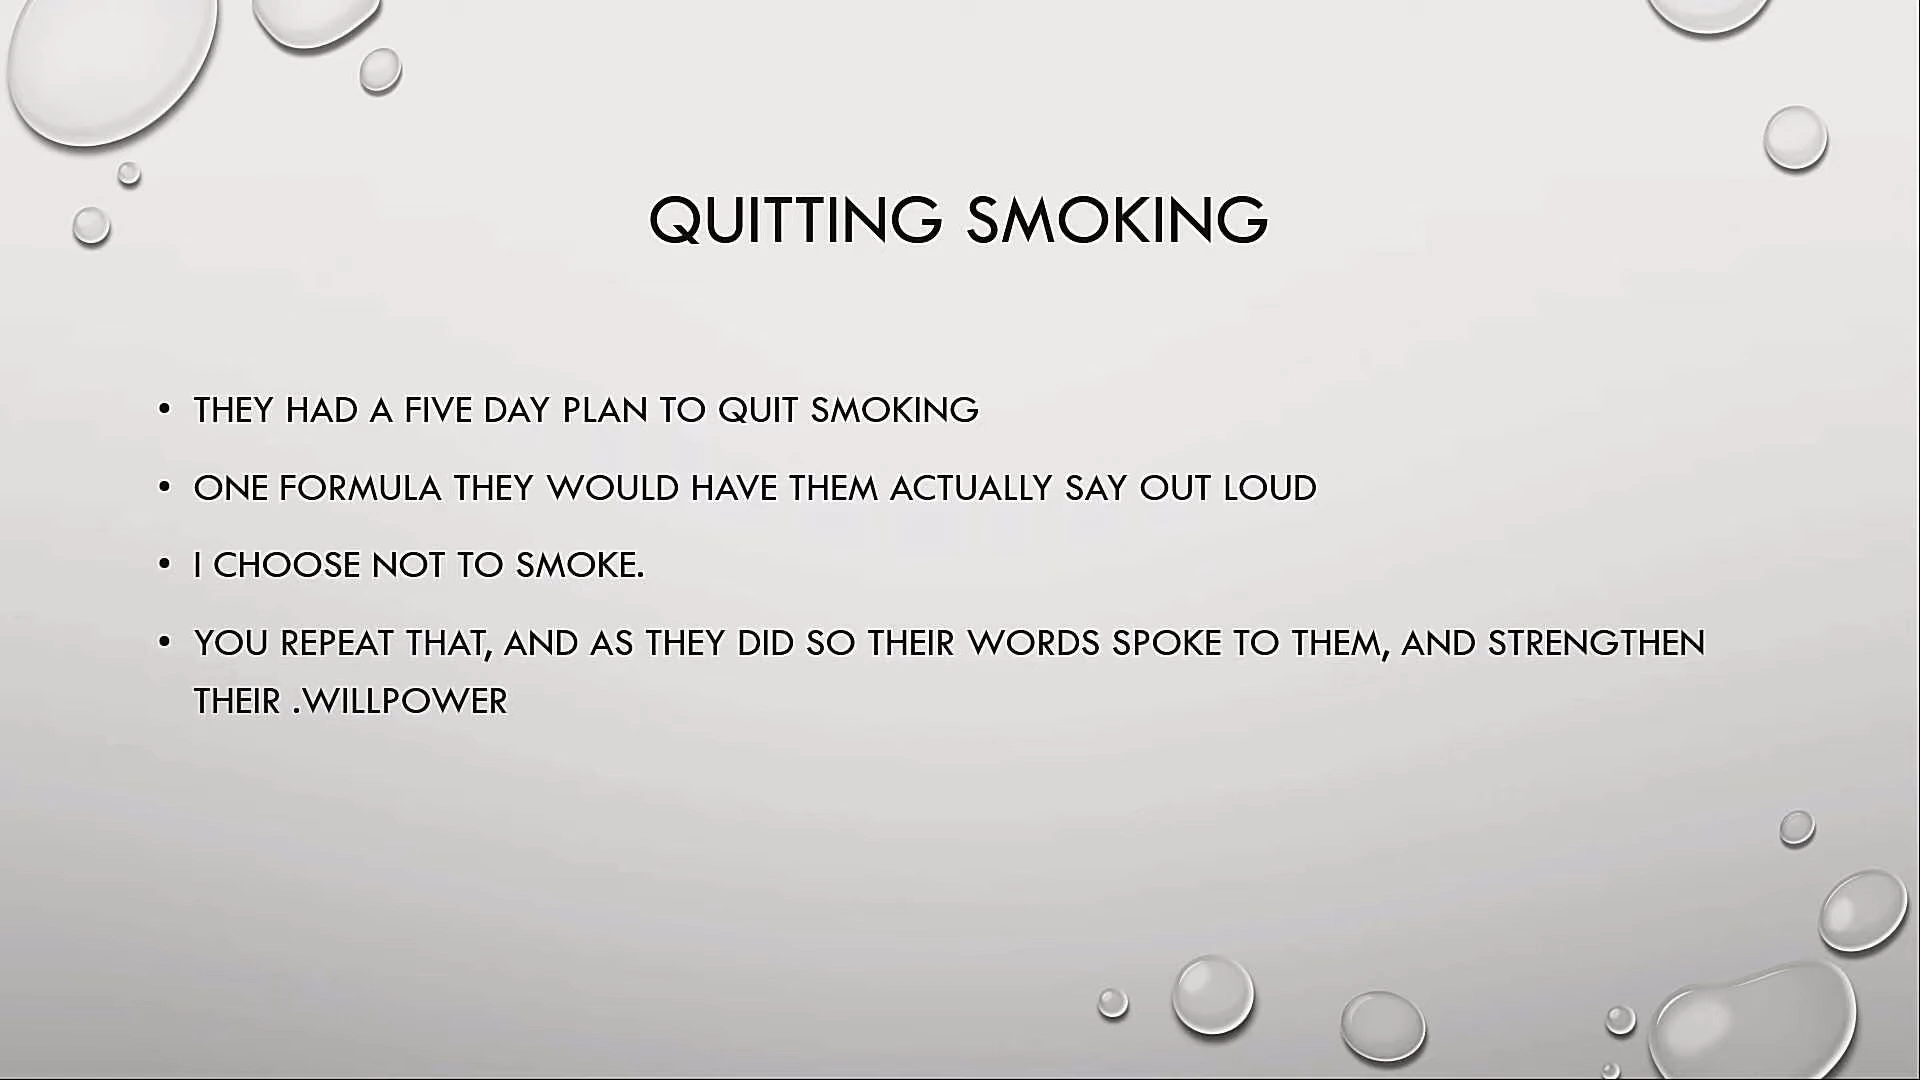 QUITTING SMOKING
• THEY HAD A FIVE DAY PLAN TO QUIT SMOKING
• ONE FORMULA THEY WOULD HAVE THEM ACTUALLY SAY OUT LOUD
• I CHOOSE NOT TO SMOKE.
• YOU REPEAT THAT, AND AS THEY DID SO THEIR WORDS SPOKE TO THEM, AND STRENGTHEN
THEIR .WILLPOWER